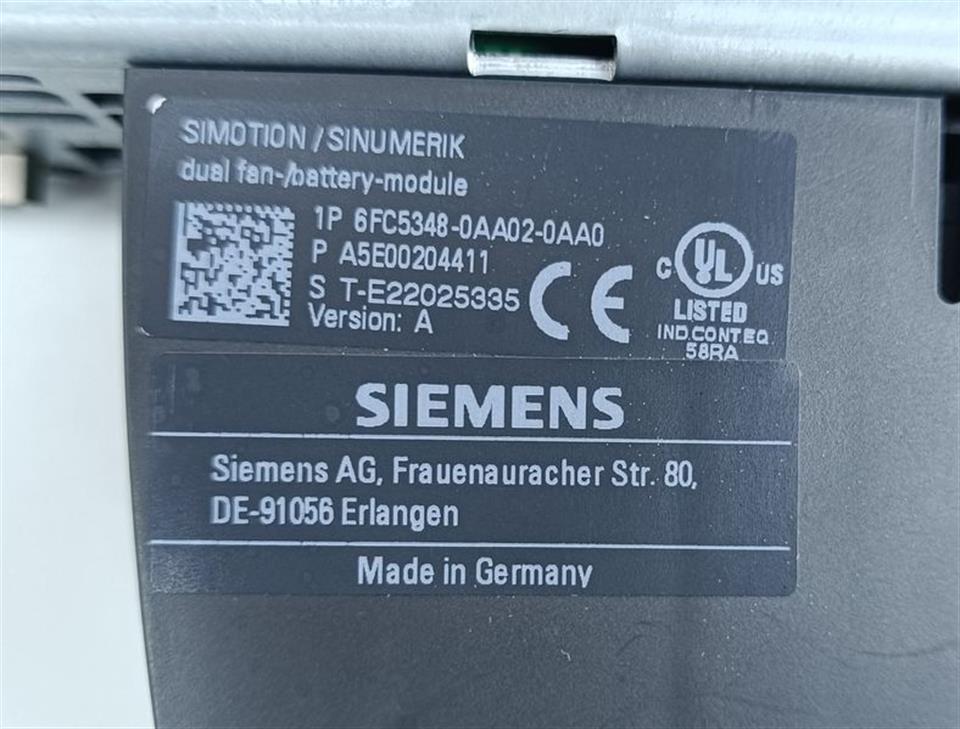 SIMOTION / SINUMERIK
dual fan-/battery-module
1P 6FC5348-0AA02-0AA0
P A5E00204411
S T-E22025335
Version: A
CE
C UL US
LISTED
IND.CONT.EQ.
58RA
SIEMENS
Siemens AG, Frauenauracher Str. 80,
DE-91056 Erlangen
Made in Germany